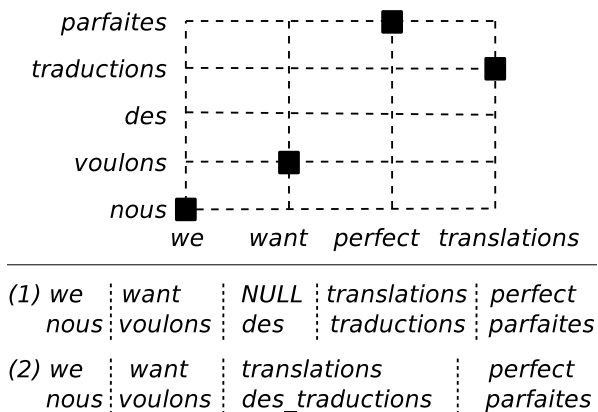 parfaites
traductions
des
voulons
nous
we want perfect translations
(1) we want NULL translations perfect
nous voulons des traductions parfaites
(2) we want translations perfect
nous voulons des_traductions parfaites